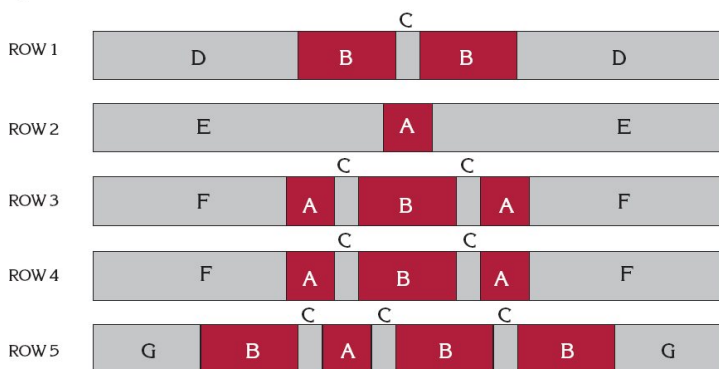 C
ROW 1 D B B D
ROW 2 E A E
C C
ROW 3 F A B A F
C C
ROW 4 F A B A F
C C C
ROW 5 G B A B B G